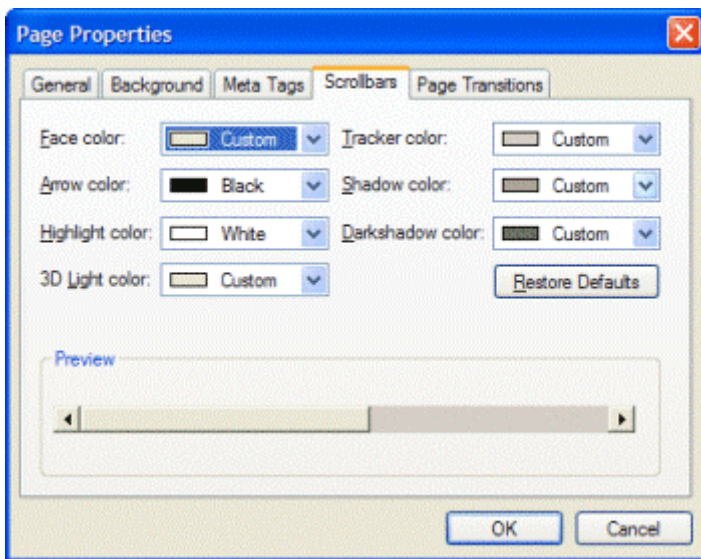 Page Properties
General Background Meta Tags Scrollbars Page Transitions
Face color: Custom Tracker color: Custom
Arrow color: Black Shadow color: Custom
Highlight color: White Darkshadow color: Custom
3D Light color: Custom Restore Defaults
Preview
OK Cancel